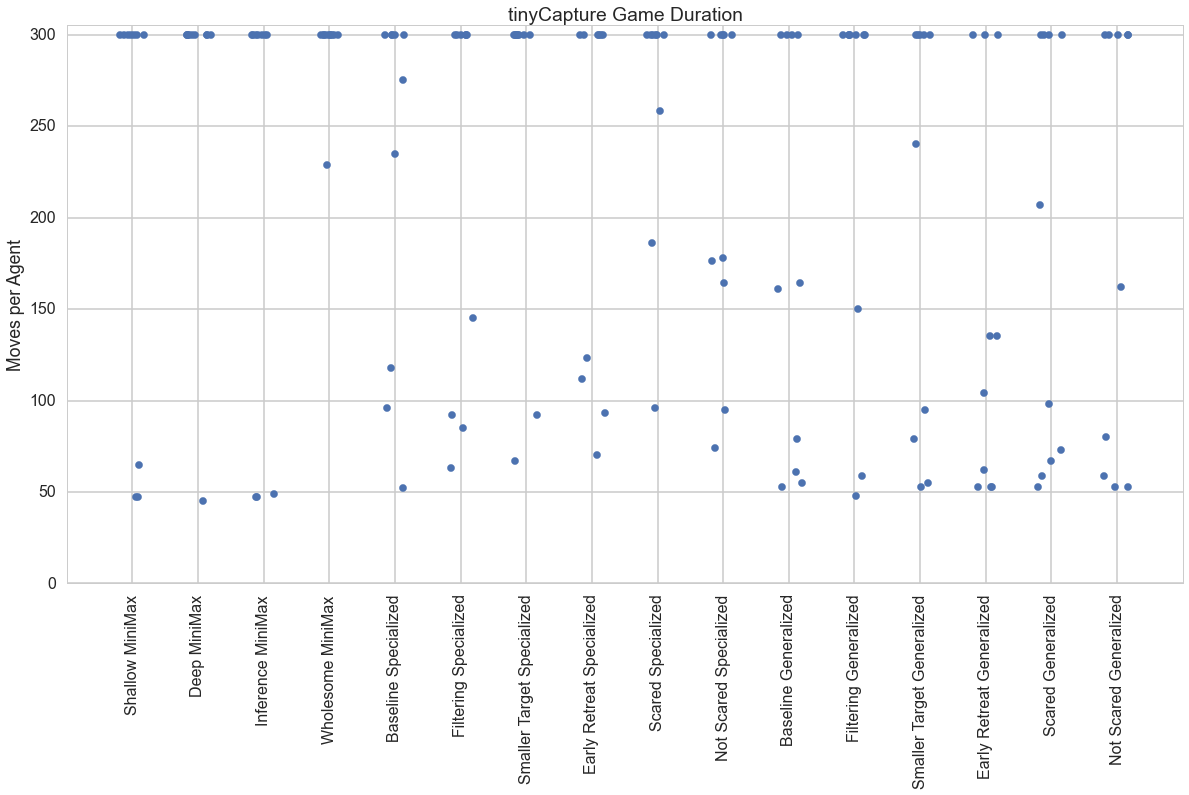 tinyCapture Game Duration
Moves per Agent
300
250
200
150
100
50
0
Shallow MiniMax
Deep MiniMax
Inference MiniMax
Wholesome MiniMax
Baseline Specialized
Filtering Specialized
Smaller Target Specialized
Early Retreat Specialized
Scared Specialized
Not Scared Specialized
Baseline Generalized
Filtering Generalized
Smaller Target Generalized
Early Retreat Generalized
Scared Generalized
Not Scared Generalized